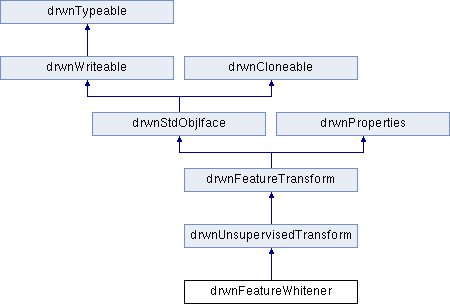 drwnTypeable
drwnWriteable
drwnCloneable
drwnStdObjIface
drwnProperties
drwnFeatureTransform
drwnUnsupervisedTransform
drwnFeatureWhitener